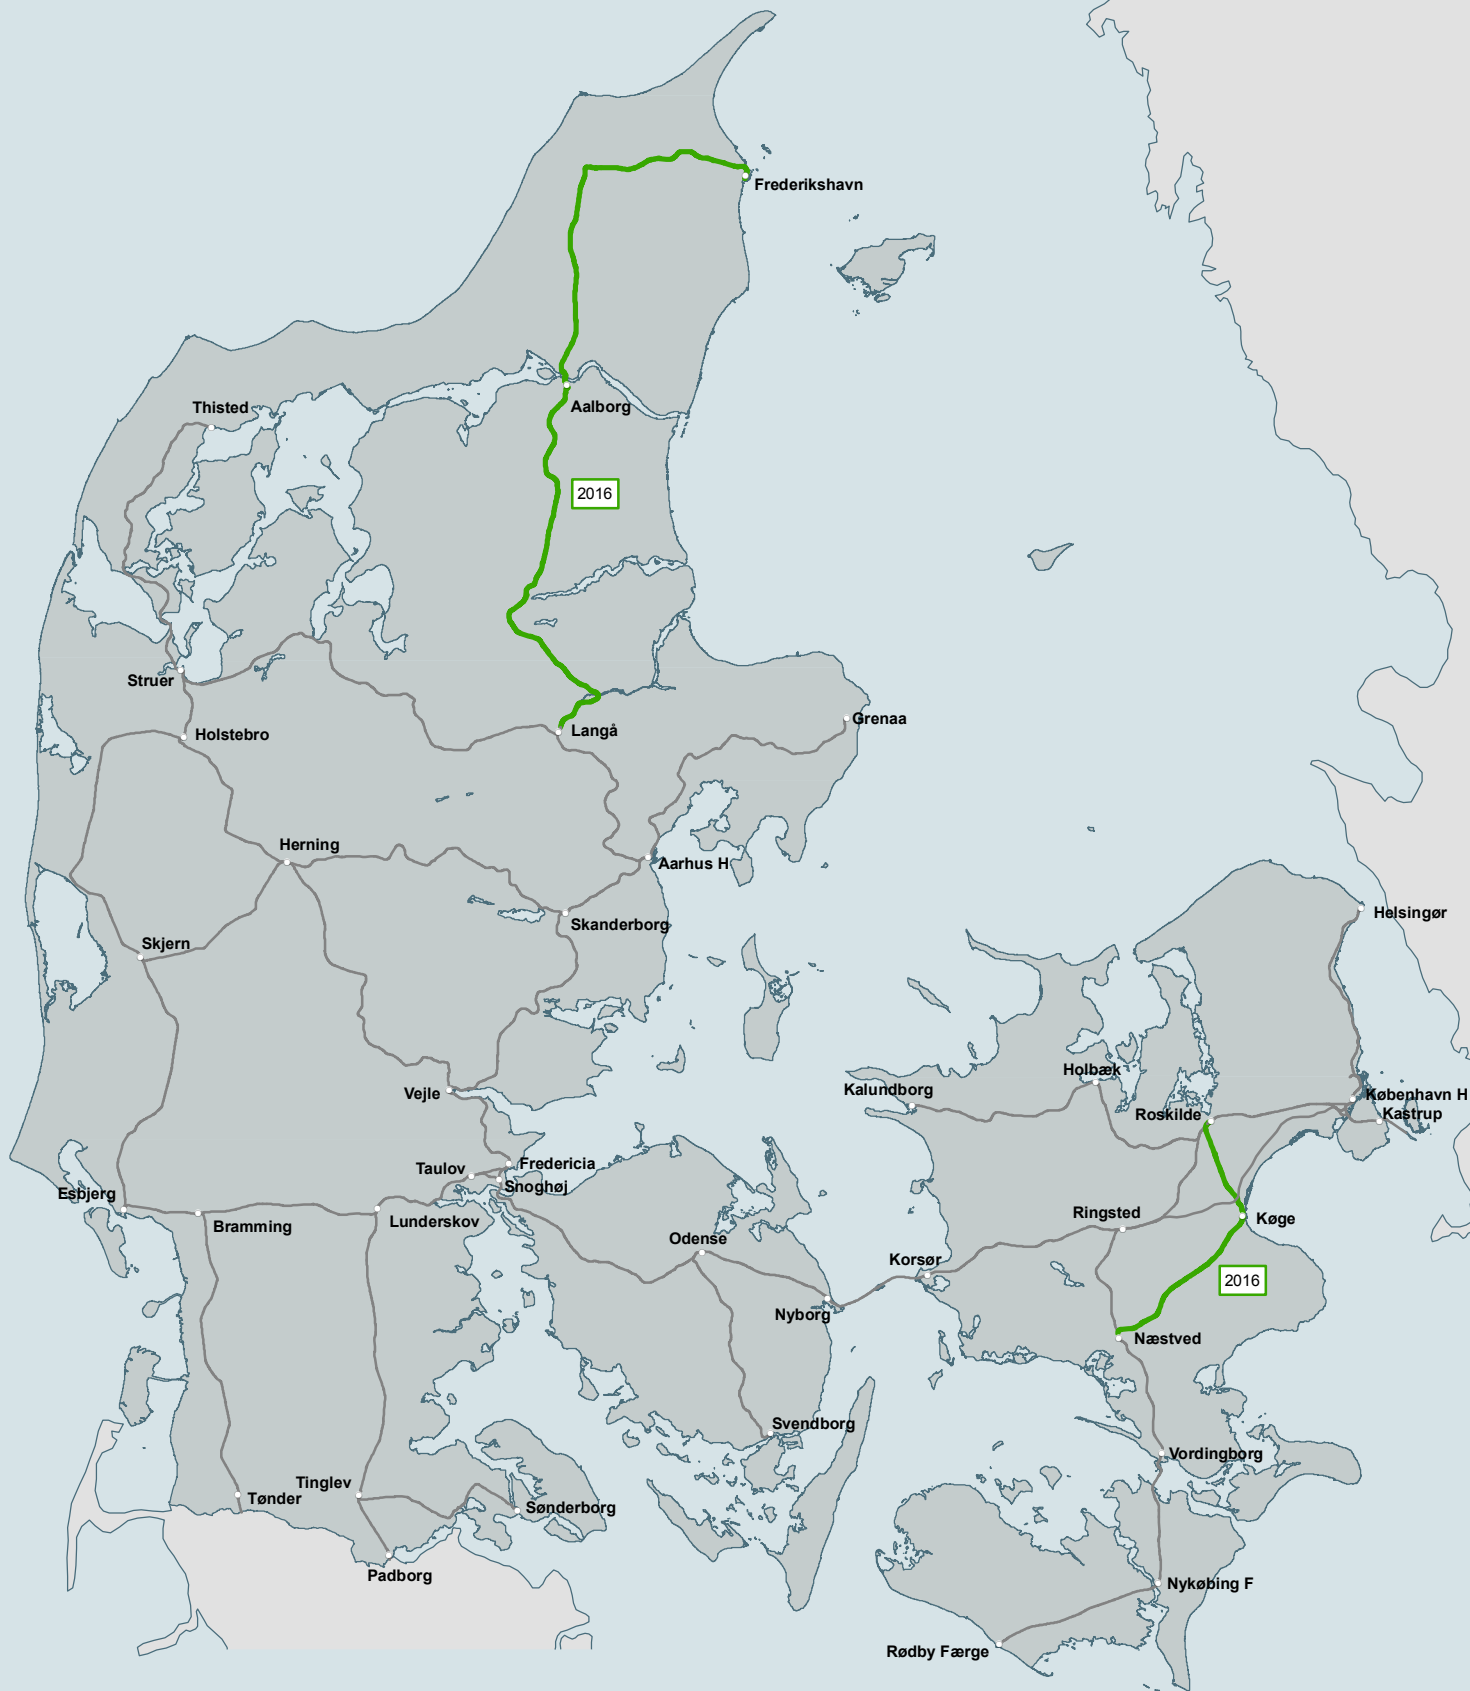 Frederikshavn
Thisted
Aalborg
2016
Struer
Langå
Grenaa
Holstebro
Herning
Aarhus H
Helsingør
Skanderborg
Skjern
Holbæk
Kalundborg
Vejle
København H
Roskilde
Kastrup
Fredericia
Taulov
Snoghøj
Esbjerg
Ringsted
Køge
Lunderskov
Bramming
Odense
Korsør
2016
Nyborg
Næstved
Svendborg
Vordingborg
Tinglev
Tønder
Sønderborg
Padborg
Nykøbing F
Rødby Færge